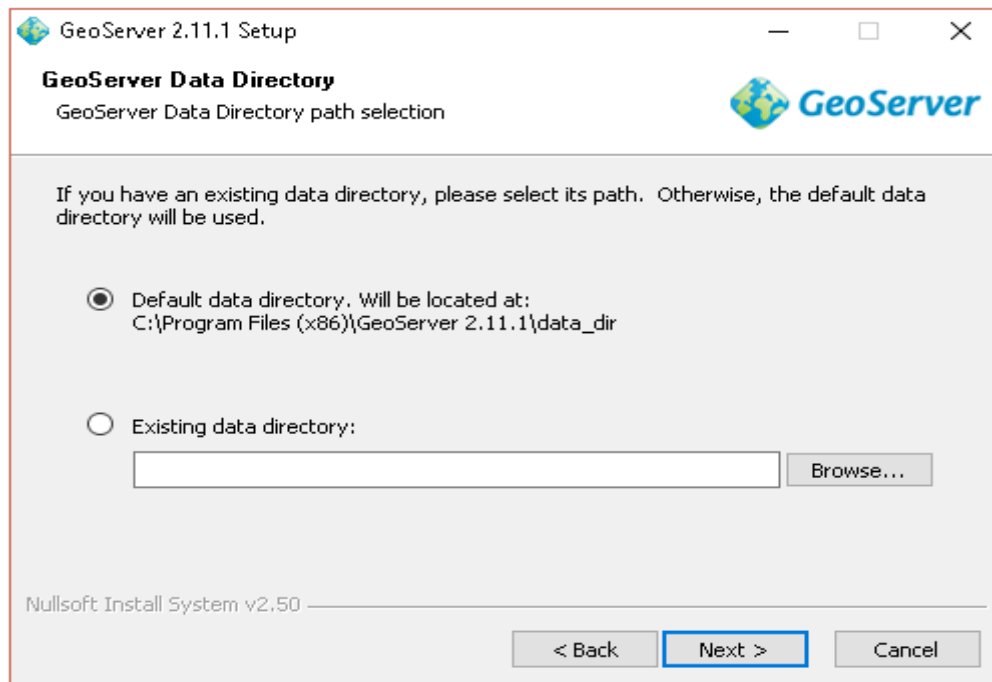 GeoServer 2.11.1 Setup
GeoServer Data Directory
GeoServer Data Directory path selection
GeoServer
If you have an existing data directory, please select its path.  Otherwise, the default data
directory will be used.
Default data directory. Will be located at:
C:\Program Files (x86)\GeoServer 2.11.1\data_dir
Existing data directory:
Browse...
Nullsoft Install System v2.50
< Back
Next >
Cancel